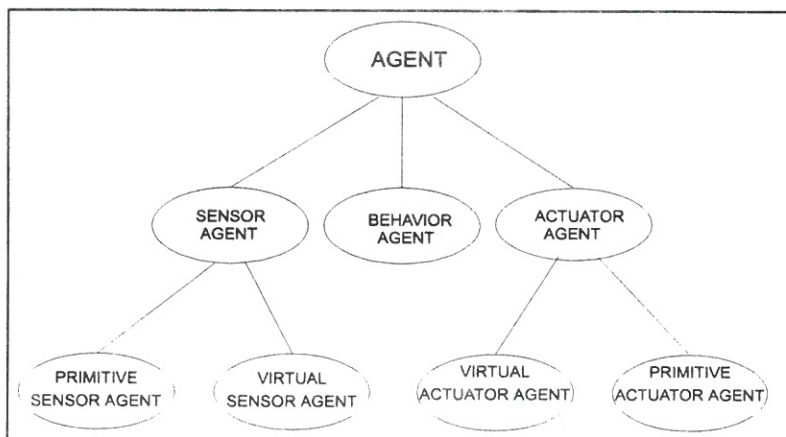 AGENT
SENSOR
AGENT
BEHAVIOR
AGENT
ACTUATOR
AGENT
PRIMITIVE
SENSOR AGENT
VIRTUAL
SENSOR AGENT
VIRTUAL
ACTUATOR AGENT
PRIMITIVE
ACTUATOR AGENT